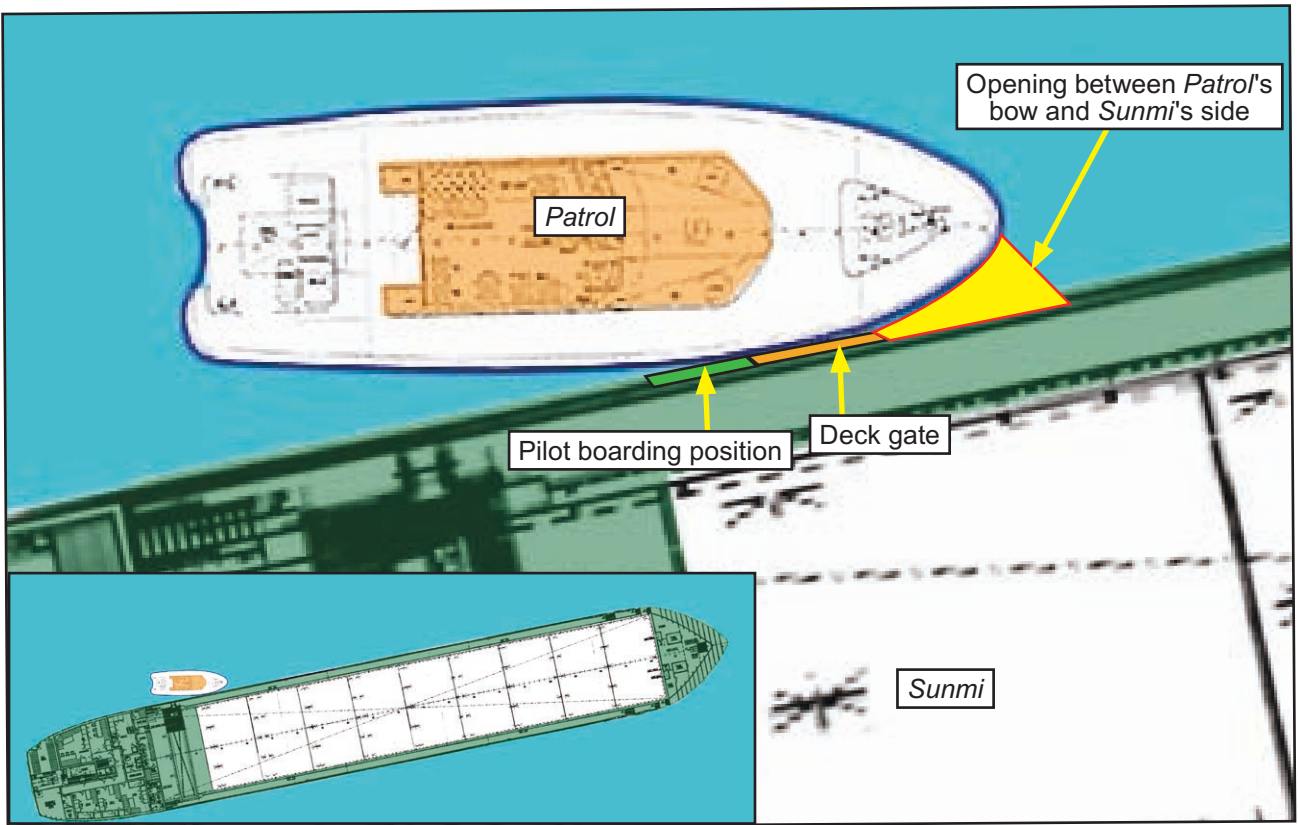 Opening between Patrol's
bow and Sunmi's side
Patrol
Pilot boarding position
Deck gate
Sunmi